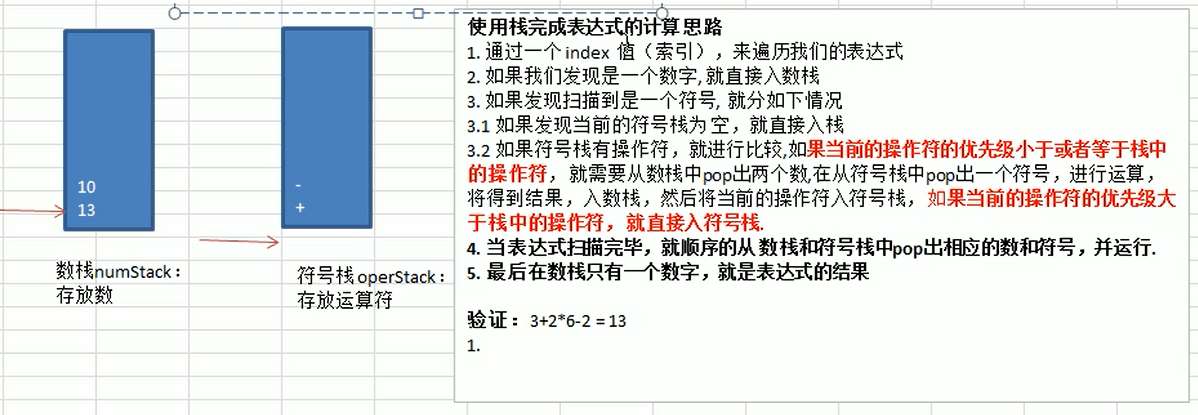 10
13
数栈numStack：
存放数
-
+
符号栈operStack：
存放运算符
使用栈完成表达式的计算 思路
1. 通过一个 index  值（索引），来遍历我们的表达式
2. 如果我们发现是一个数字, 就直接入数栈
3. 如果发现扫描到是一个符号,  就分如下情况
3.1 如果发现当前的符号栈为 空，就直接入栈
3.2 如果符号栈有操作符，就进行比较,如果当前的操作符的优先级小于或者等于栈中
的操作符，就需要从数栈中pop出两个数,在从符号栈中pop出一个符号，进行运算，
将得到结果，入数栈，然后将当前的操作符入符号栈，如果当前的操作符的优先级大
于栈中的操作符，就直接入符号栈.
4. 当表达式扫描完毕，就顺序的从 数栈和符号栈中pop出相应的数和符号，并运行.
5. 最后在数栈只有一个数字，就是表达式的结果
验证：3+2*6-2 = 13
1.